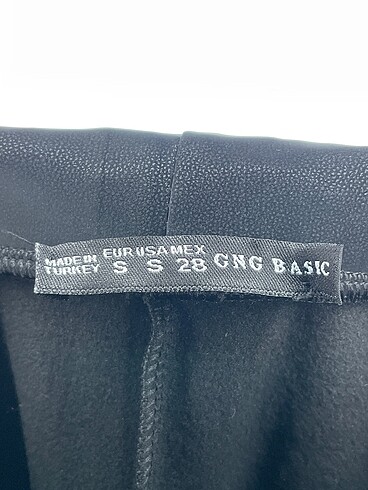 MADE IN TURKEY
EUR USA MEX
S S 28
GNG BASIC